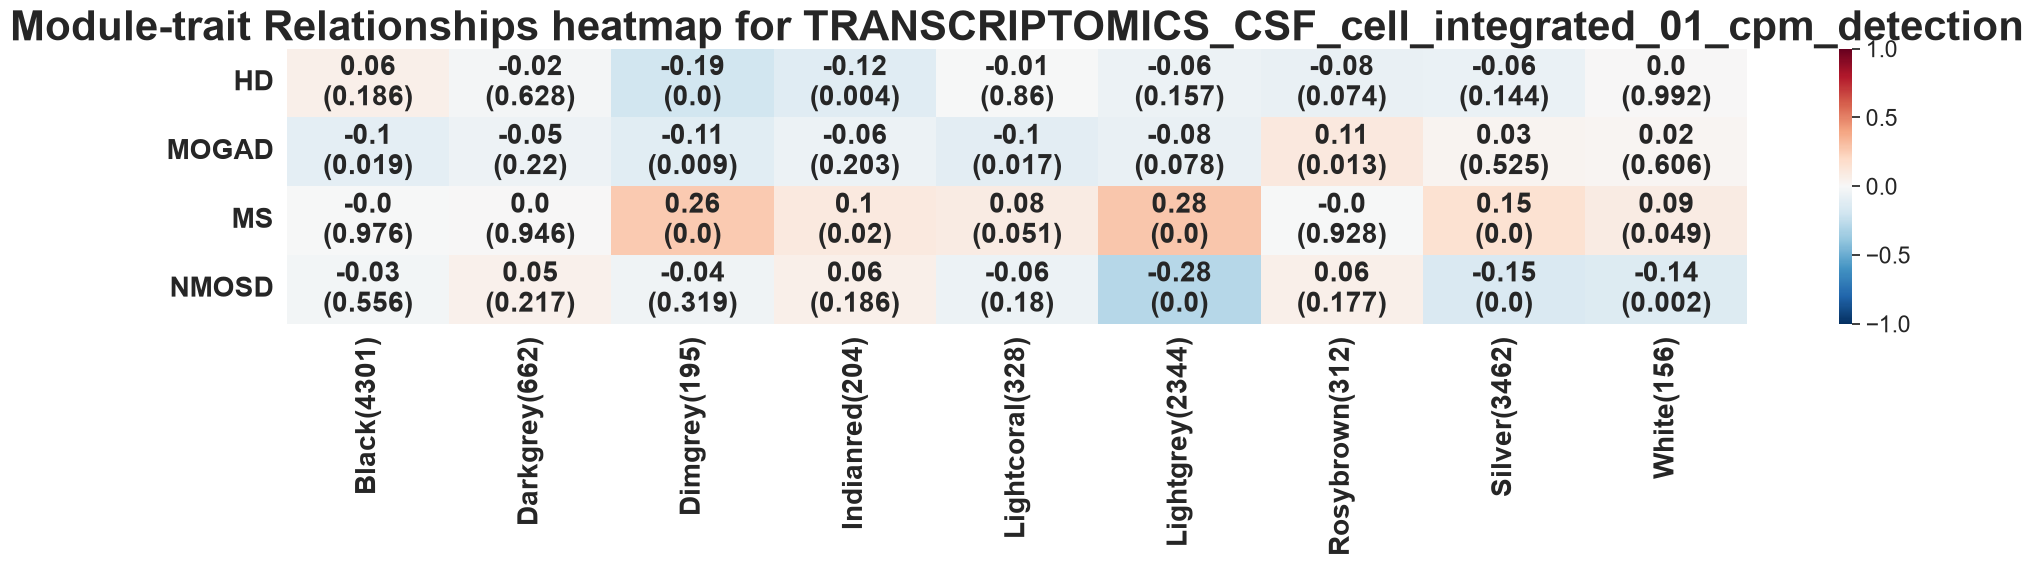 Module-trait Relationships heatmap for TRANSCRIPTOMICS_CSF_cell_integrated_01_cpm_detection
HD
0.06 -0.02 -0.19 -0.12 -0.01 -0.06 -0.08 -0.06 0.0
(0.186) (0.628) (0.0) (0.004) (0.86) (0.157) (0.074) (0.144) (0.992)
MOGAD
-0.1 -0.05 -0.11 -0.06 -0.1 -0.08 0.11 0.03 0.02
(0.019) (0.22) (0.009) (0.203) (0.017) (0.078) (0.013) (0.525) (0.606)
MS
-0.0 0.0 0.26 0.1 0.08 0.28 -0.0 0.15 0.09
(0.976) (0.946) (0.0) (0.02) (0.051) (0.0) (0.928) (0.0) (0.049)
NMOSD
-0.03 0.05 -0.04 0.06 -0.06 -0.28 0.06 -0.15 -0.14
(0.556) (0.217) (0.319) (0.186) (0.18) (0.0) (0.177) (0.0) (0.002)
Black(4301)
Darkgrey(662)
Dimgrey(195)
Indianred(204)
Lightcoral(328)
Lightgrey(2344)
Rosybrown(312)
Silver(3462)
White(156)
1.0
0.5
0.0
−0.5
−1.0